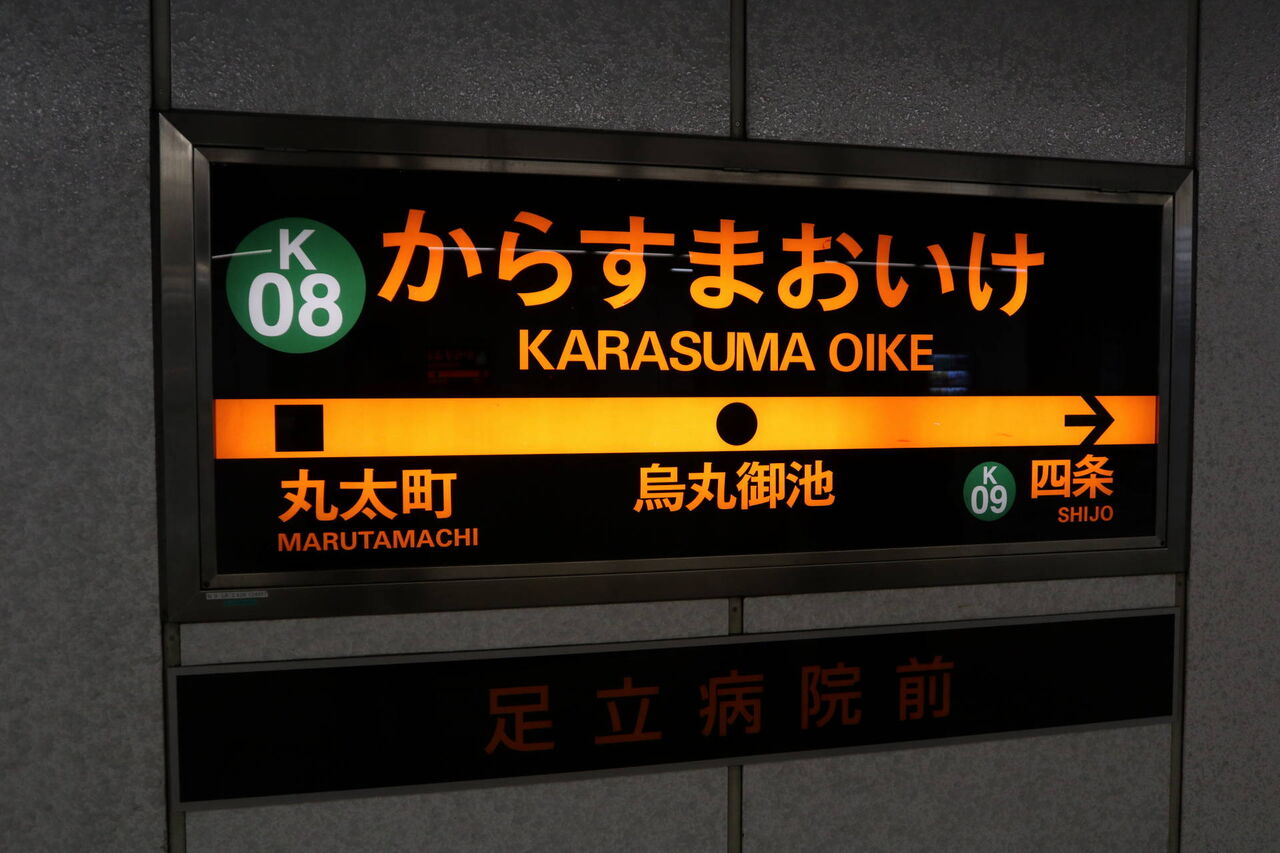 K
08
からすまおいけ
KARASUMA OIKE
丸太町
MARUTAMACHI
烏丸御池
K
09
四条
SHIJO
足立病院前